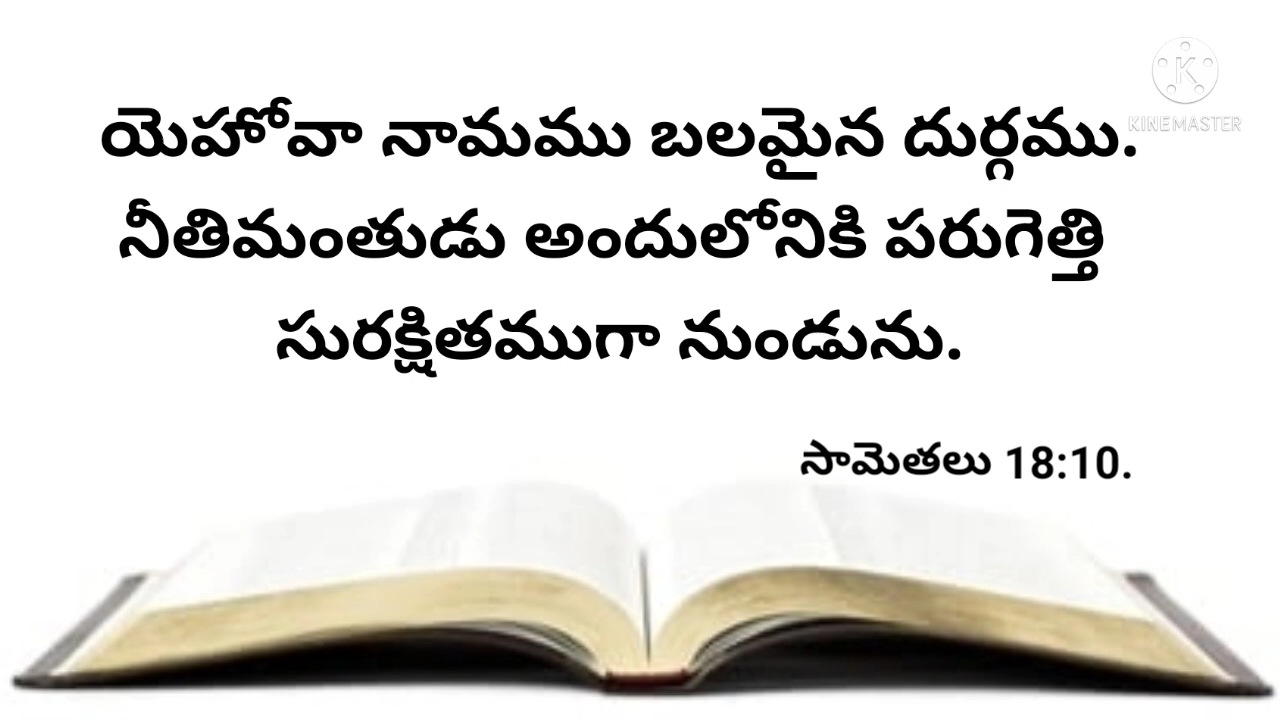 యెహోవా నామము బలమైన దుర్గము.
నీతిమంతుడు అందులోనికి పరుగెత్తి
సురక్షితముగా నుండును.
సామెతలు 18:10.
K
KINEMASTER